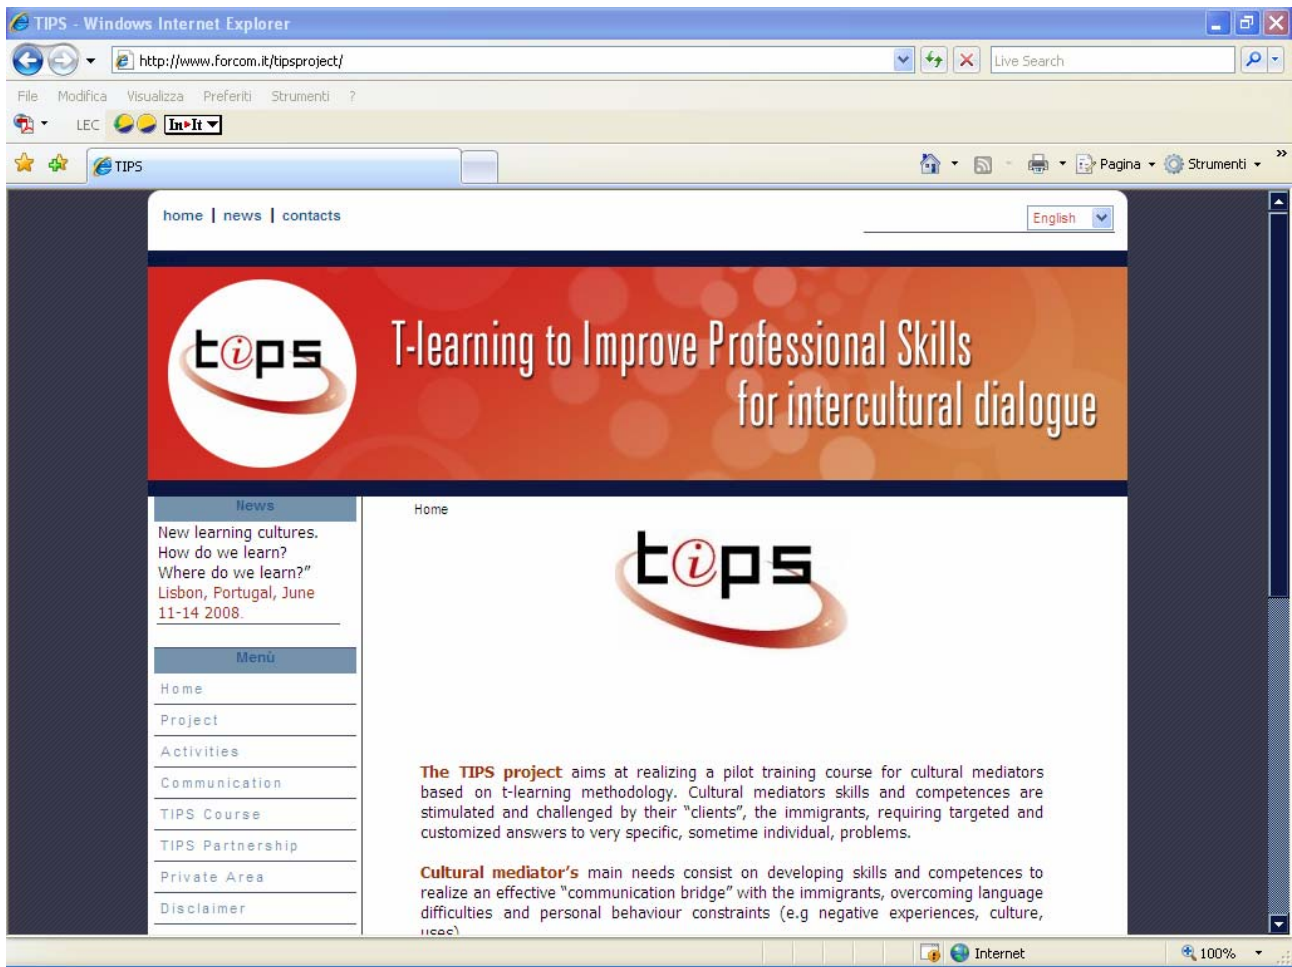 TIPS - Windows Internet Explorer
http://www.forcom.it/tipsproject/
Live Search
File Modifica Visualizza Preferiti Strumenti ?
LEC In It
TIPS
Pagina Strumenti »
home | news | contacts
English
tips
T-learning to Improve Professional Skills
for intercultural dialogue
News
New learning cultures.
How do we learn?
Where do we learn?”
Lisbon, Portugal, June
11-14 2008.
Menù
Home
Project
Activities
Communication
TIPS Course
TIPS Partnership
Private Area
Disclaimer
Home
tips
The TIPS project aims at realizing a pilot training course for cultural mediators
based on t-learning methodology. Cultural mediators skills and competences are
stimulated and challenged by their “clients”, the immigrants, requiring targeted and
customized answers to very specific, sometime individual, problems.
Cultural mediator’s main needs consist on developing skills and competences to
realize an effective “communication bridge” with the immigrants, overcoming language
difficulties and personal behaviour constraints (e.g negative experiences, culture,
uses)
Internet
100%